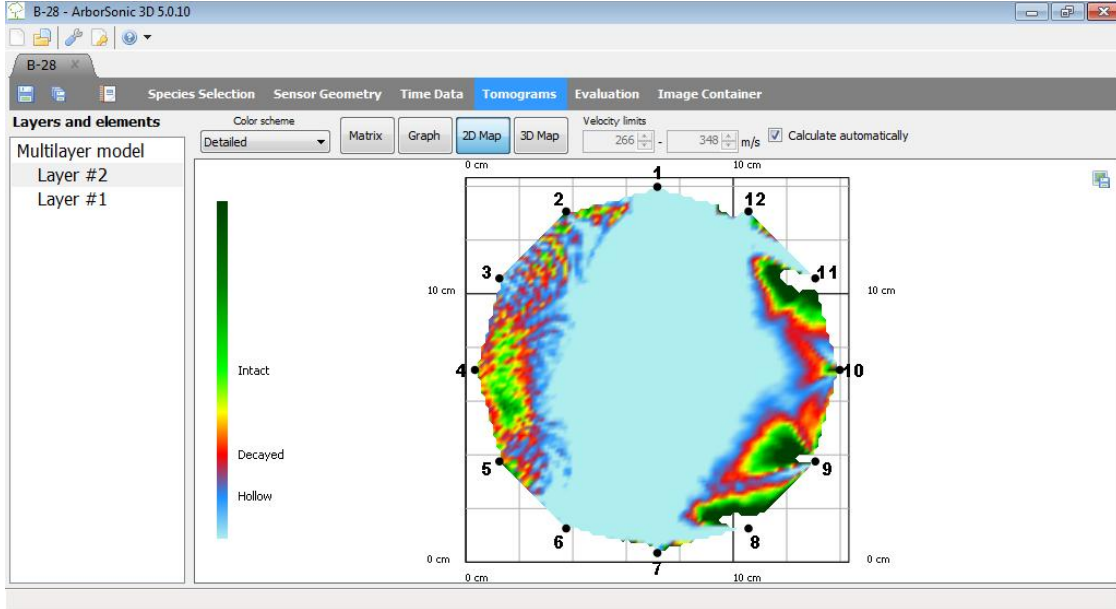 B-28 - ArborSonic 3D 5.0.10
B-28
Species Selection Sensor Geometry Time Data Tomograms Evaluation Image Container
Layers and elements
Multilayer model
Layer #2
Layer #1
Color scheme
Detailed
Matrix
Graph
2D Map
3D Map
Velocity limits
266 - 348 m/s
Calculate automatically
0 cm 10 cm
1
2 12
3 11
10 cm 10 cm
4 10
5 9
6 8
7
0 cm 0 cm
0 cm 10 cm
Intact
Decayed
Hollow